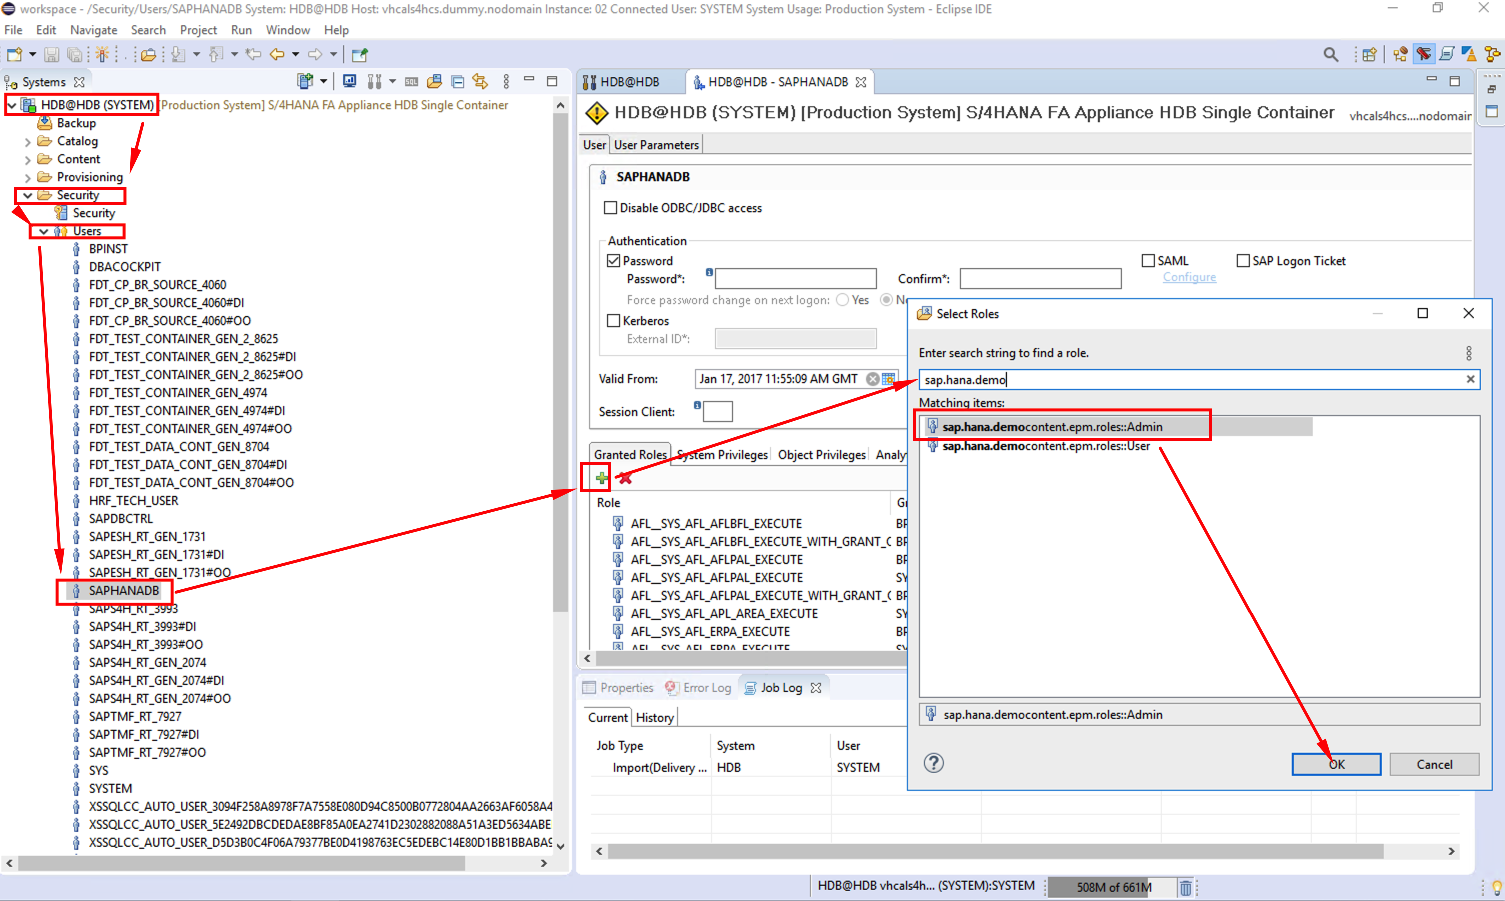 workspace - /Security/Users/SAPHANADB System: HDB@HDB Host: vhcals4hcs.dummy.nodomain Instance: 02 Connected User: SYSTEM System Usage: Production System - Eclipse IDE
File Edit Navigate Search Project Run Window Help
Systems
HDB@HDB (SYSTEM) [Production System] S/4HANA FA Appliance HDB Single Container
Backup
Catalog
Content
Provisioning
Security
Security
Users
BPINST
DBACOCKPIT
FDT_CP_BR_SOURCE_4060
FDT_CP_BR_SOURCE_4060#DI
FDT_CP_BR_SOURCE_4060#OO
FDT_TEST_CONTAINER_GEN_2_8625
FDT_TEST_CONTAINER_GEN_2_8625#DI
FDT_TEST_CONTAINER_GEN_2_8625#OO
FDT_TEST_CONTAINER_GEN_4974
FDT_TEST_CONTAINER_GEN_4974#DI
FDT_TEST_CONTAINER_GEN_4974#OO
FDT_TEST_DATA_CONT_GEN_8704
FDT_TEST_DATA_CONT_GEN_8704#DI
FDT_TEST_DATA_CONT_GEN_8704#OO
HRF_TECH_USER
SAPDBCTRL
SAPESH_RT_GEN_1731
SAPESH_RT_GEN_1731#DI
SAPESH_RT_GEN_1731#OO
SAPHANADB
SAPS4H_RT_3993
SAPS4H_RT_3993#DI
SAPS4H_RT_3993#OO
SAPS4H_RT_GEN_2074
SAPS4H_RT_GEN_2074#DI
SAPS4H_RT_GEN_2074#OO
SAPTMF_RT_7927
SAPTMF_RT_7927#DI
SAPTMF_RT_7927#OO
SYS
SYSTEM
XSSQLCC_AUTO_USER_3094F258A8978F7A7558E080D94C8500B0772804AA2663AF6058A4
XSSQLCC_AUTO_USER_5E2492DBCDEDAE8BF85A0EA2741D2302882088A51A3ED5634ABE
XSSQLCC_AUTO_USER_D5D3B0C4F06A79377BE0D4198763EC5EDEBC14E80D1BB1BBABA9
HDB@HDB HDB@HDB - SAPHANADB
HDB@HDB (SYSTEM) [Production System] S/4HANA FA Appliance HDB Single Container vhcals4hcs....nodomain
User User Parameters
SAPHANADB
Disable ODBC/JDBC access
Authentication
Password SAML SAP Logon Ticket
Password*: Confirm*: Configure
Force password change on next logon: Yes
Kerberos
External ID*:
Valid From: Jan 17, 2017 11:55:09 AM GMT
Session Client:
Granted Roles System Privileges Object Privileges Analy
Role
AFL__SYS_AFL_AFLBFL_EXECUTE
AFL__SYS_AFL_AFLBFL_EXECUTE_WITH_GRANT_
AFL__SYS_AFL_AFLPAL_EXECUTE
AFL__SYS_AFL_AFLPAL_EXECUTE SY
AFL__SYS_AFL_AFLPAL_EXECUTE_WITH_GRANT_
AFL__SYS_AFL_APL_AREA_EXECUTE SY
AFL__SYS_AFL_ERPA_EXECUTE
AFL__SYS_AFL_ERPA_EXECUTE
Properties Error Log Job Log
Current History
Job Type System User
Import(Delivery ... HDB SYSTEM
Select Roles
Enter search string to find a role.
sap.hana.demo
Matching items:
sap.hana.democontent.epm.roles::Admin
sap.hana.democontent.epm.roles::User
sap.hana.democontent.epm.roles::Admin
OK Cancel
HDB@HDB vhcals4h... (SYSTEM):SYSTEM 508M of 661M